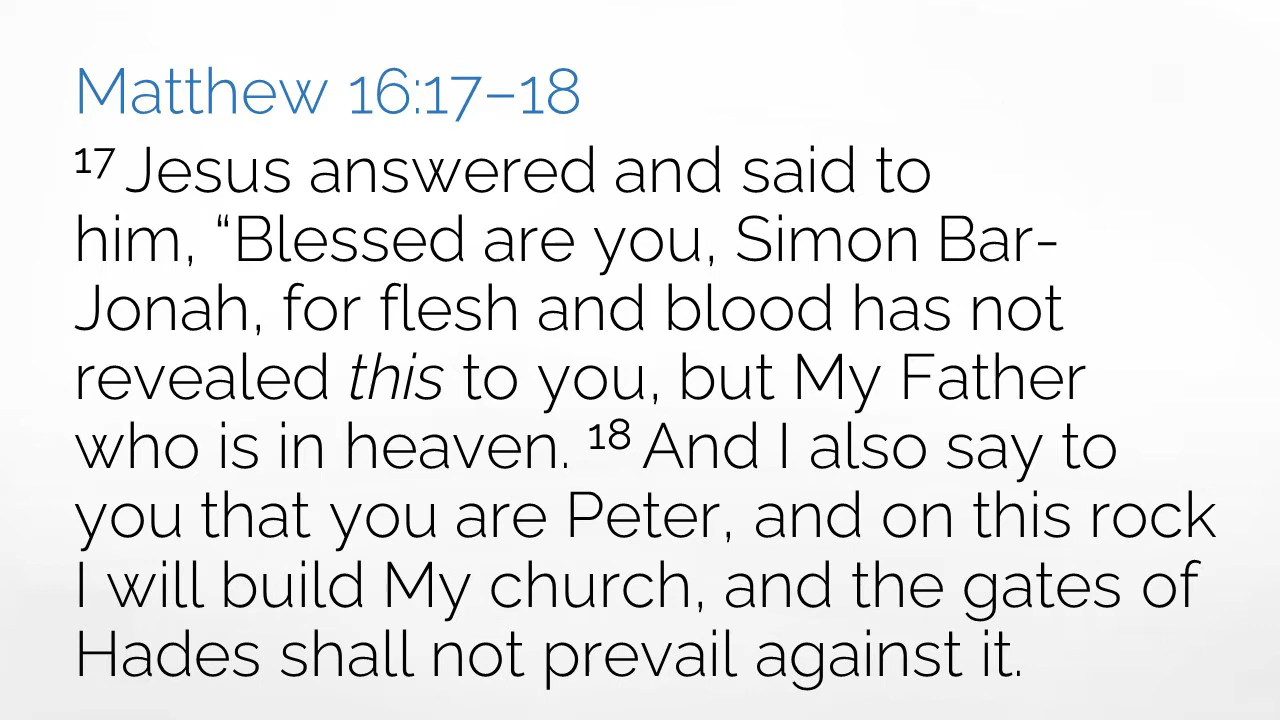 Matthew 16:17–18
¹⁷ Jesus answered and said to
him, “Blessed are you, Simon Bar-
Jonah, for flesh and blood has not
revealed this to you, but My Father
who is in heaven. ¹⁸ And I also say to
you that you are Peter, and on this rock
I will build My church, and the gates of
Hades shall not prevail against it.